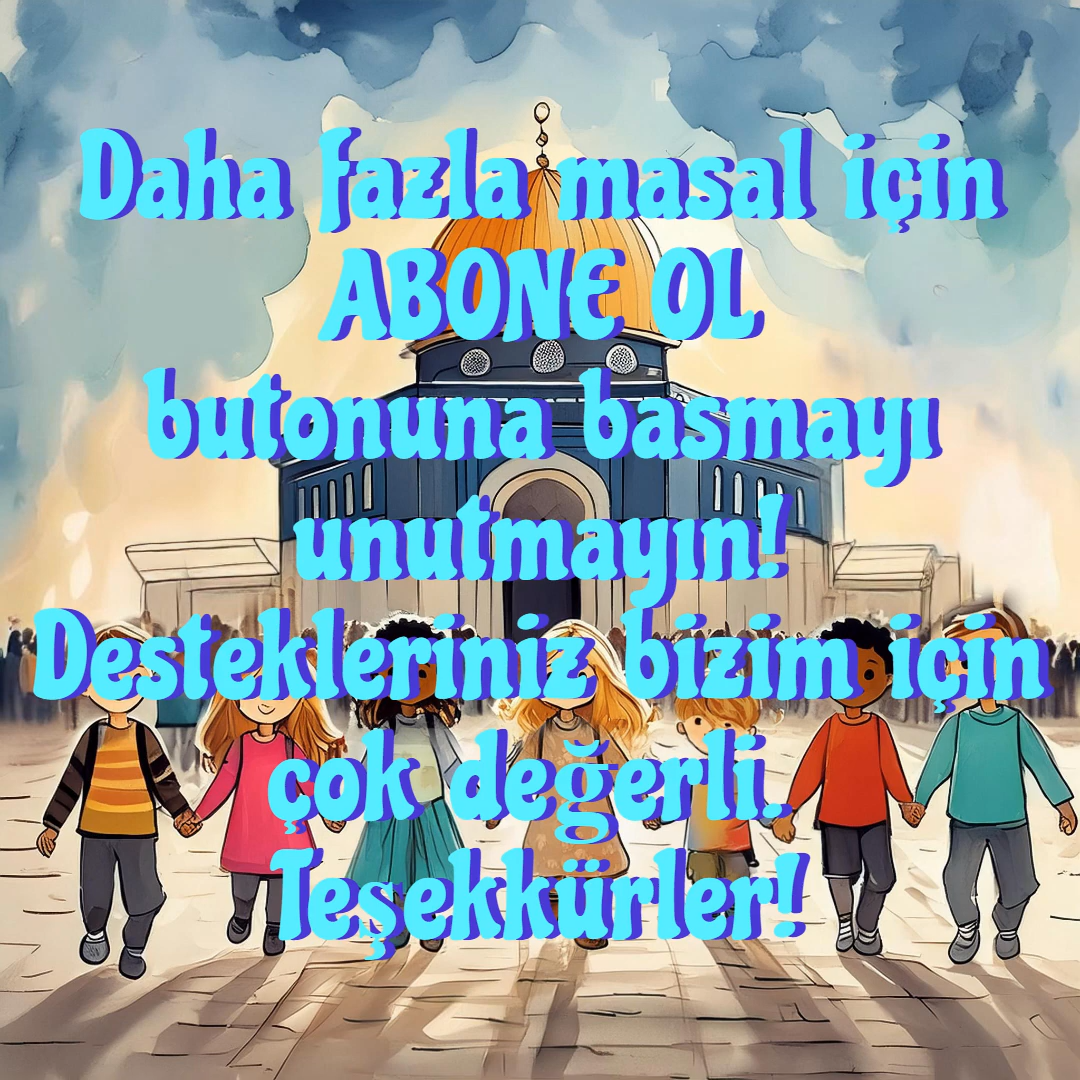 Daha fazla masal için
ABONE OL
butonuna basmayı
unutmayın!
Destekleriniz bizim için
çok değerli.
Teşekkürler!